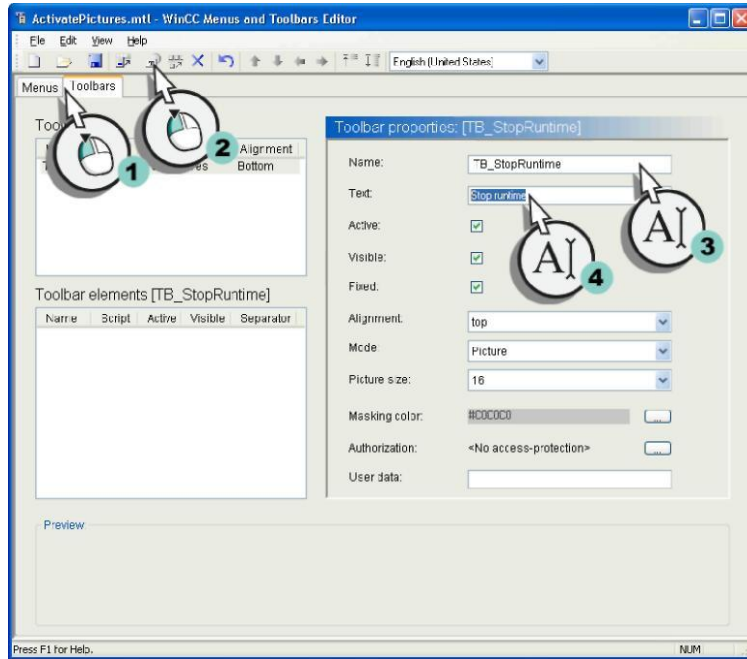 ActivatePictures.mtl - WinCC Menus and Toolbars Editor
File Edit View Help
English (United States)
Menus Toolbars
Toolbar properties: [TB_StopRuntime]
Alignment
Bottom
1
2
Name: TB_StopRuntime
Text: Stop runtime
3
4
Active:
Visible:
Fixed:
Toolbar elements [TB_StopRuntime]
Name Script Active Visible Separator
Alignment: top
Mode: Picture
Picture size: 16
Masking color: #C0C0C0 ...
Authorization: <No access-protection> ...
User data:
Preview
Press F1 for Help. NUM